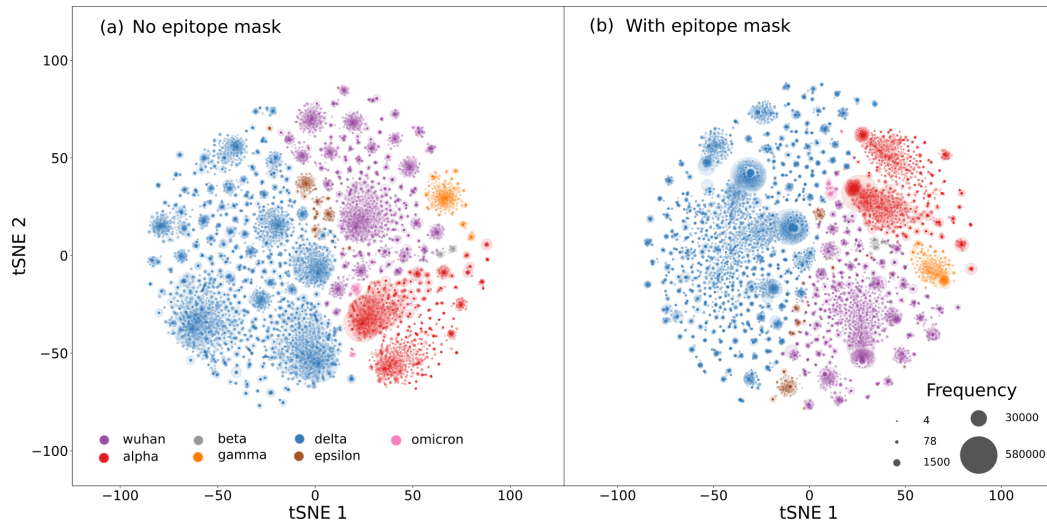 (a) No epitope mask
(b) With epitope mask
tSNE 2
100
50
0
−50
−100
wuhan
beta
delta
omicron
alpha
gamma
epsilon
Frequency
4
30000
78
1500
580000
−100
−50
0
50
100
−100
−50
0
50
100
tSNE 1
tSNE 1